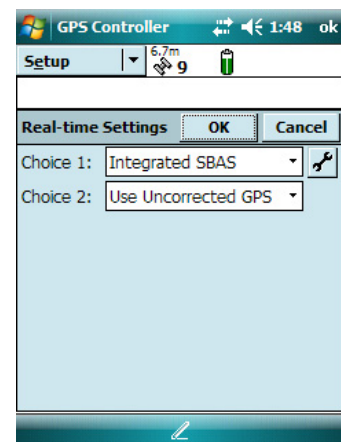 GPS Controller 1:48 ok
Setup 6.7m 9
Real-time Settings OK Cancel
Choice 1: Integrated SBAS
Choice 2: Use Uncorrected GPS